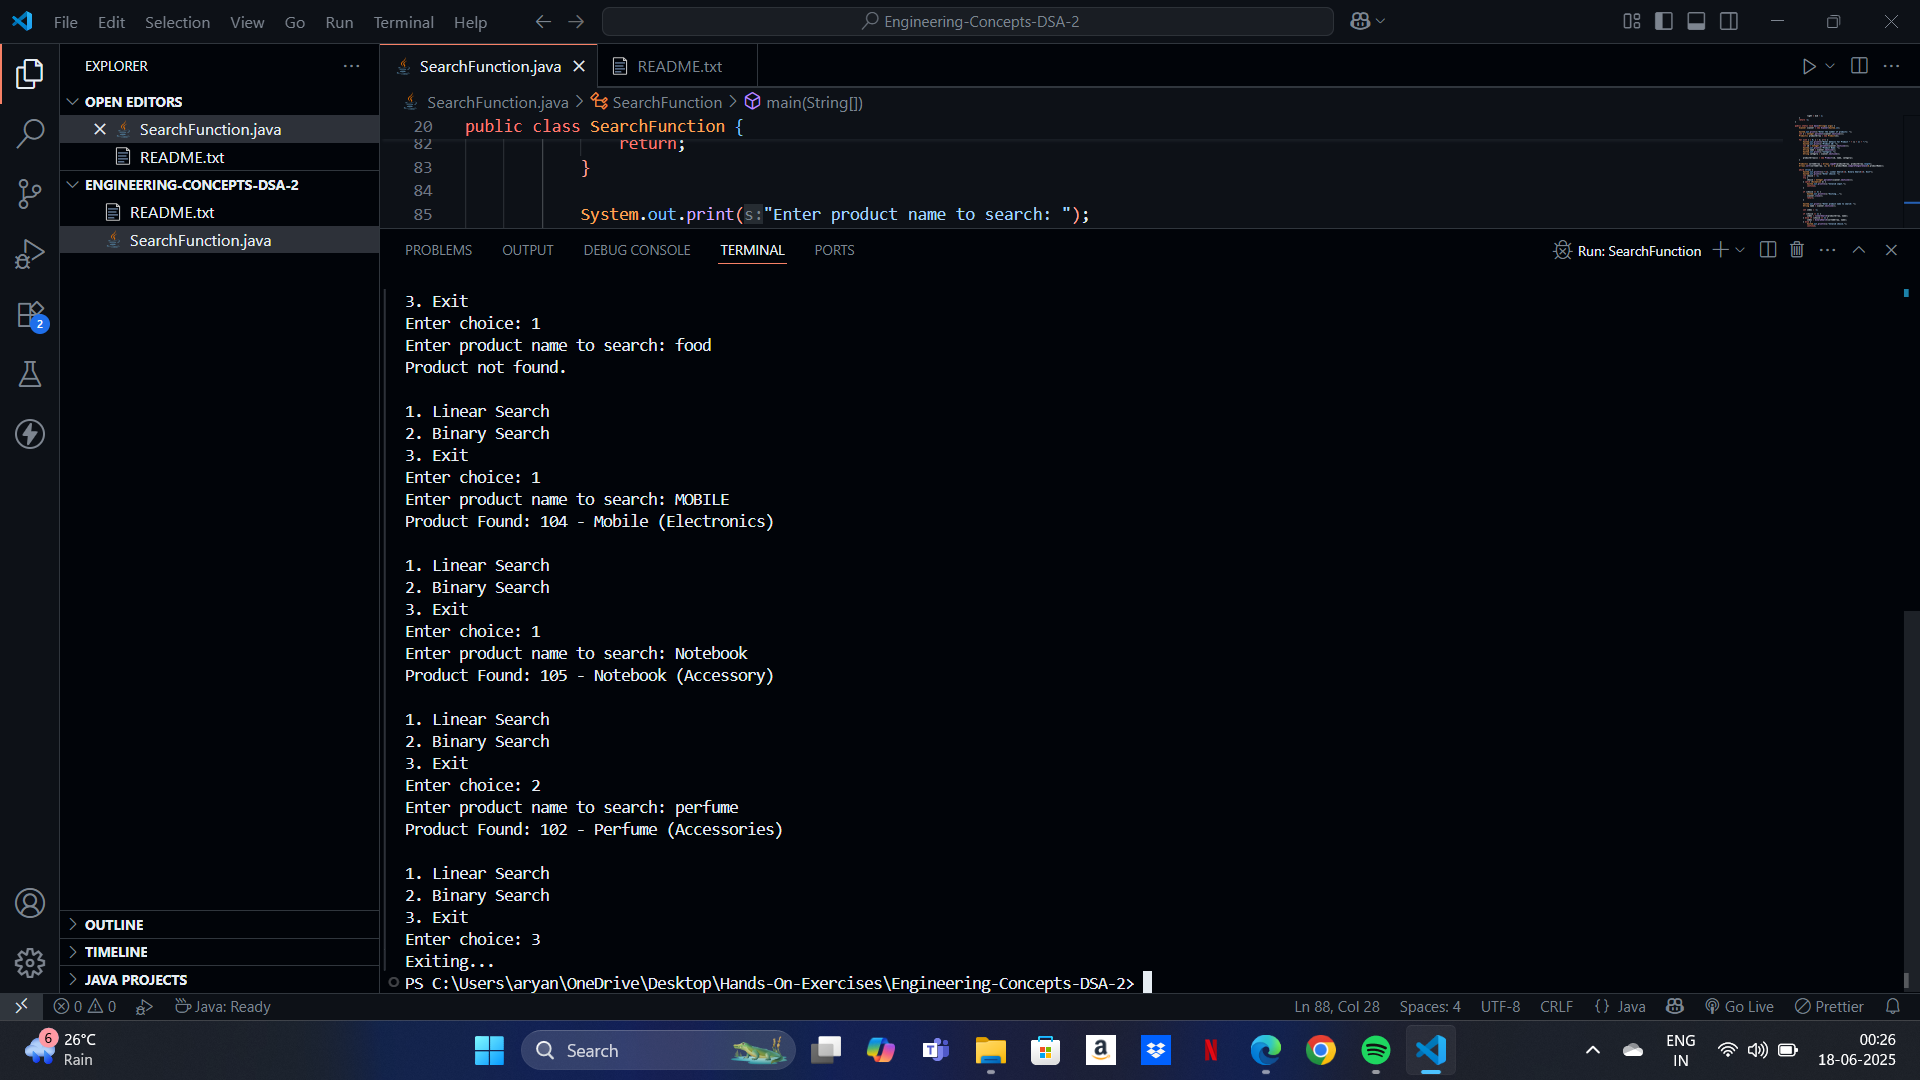 File Edit Selection View Go Run Terminal Help
Engineering-Concepts-DSA-2
EXPLORER
OPEN EDITORS
SearchFunction.java
README.txt
ENGINEERING-CONCEPTS-DSA-2
README.txt
SearchFunction.java
OUTLINE
TIMELINE
JAVA PROJECTS
2
SearchFunction.java README.txt
SearchFunction.java > SearchFunction > main(String[])
20 public class SearchFunction {
82 return;
83 }
84
85 System.out.print(s:"Enter product name to search: ");
PROBLEMS OUTPUT DEBUG CONSOLE TERMINAL PORTS
Run: SearchFunction
3. Exit
Enter choice: 1
Enter product name to search: food
Product not found.
1. Linear Search
2. Binary Search
3. Exit
Enter choice: 1
Enter product name to search: MOBILE
Product Found: 104 - Mobile (Electronics)
1. Linear Search
2. Binary Search
3. Exit
Enter choice: 1
Enter product name to search: Notebook
Product Found: 105 - Notebook (Accessory)
1. Linear Search
2. Binary Search
3. Exit
Enter choice: 2
Enter product name to search: perfume
Product Found: 102 - Perfume (Accessories)
1. Linear Search
2. Binary Search
3. Exit
Enter choice: 3
Exiting...
PS C:\Users\aryan\OneDrive\Desktop\Hands-On-Exercises\Engineering-Concepts-DSA-2>
0 0 Java: Ready Ln 88, Col 28 Spaces: 4 UTF-8 CRLF {} Java Go Live Prettier
6
26°C
Rain
Search
a
N
ENG
IN
00:26
18-06-2025